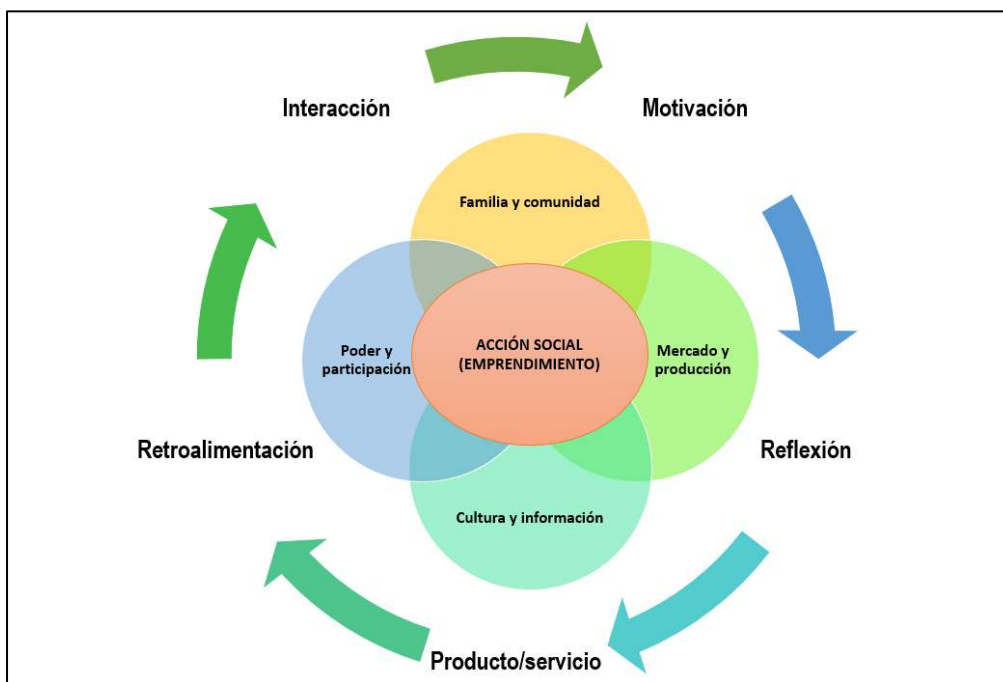 Interacción
Motivación
Familia y comunidad
Poder y
participación
ACCIÓN SOCIAL
(EMPRENDIMIENTO)
Mercado y
producción
Retroalimentación
Reflexión
Cultura y información
Producto/servicio